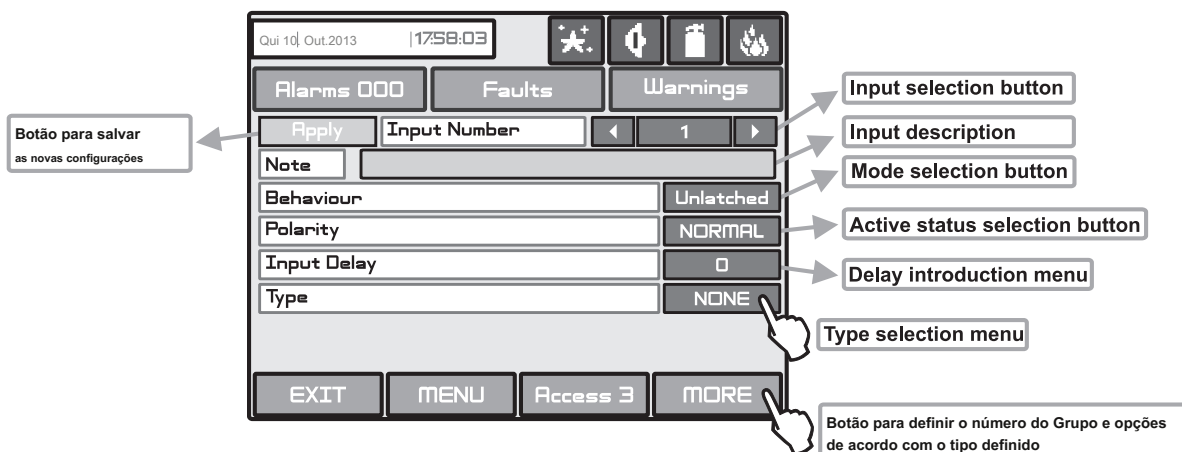 Qui 10, Out.2013 |17:58:03
Alarms 000 Faults Warnings
Apply Input Number 1
Note
Behaviour Unlatched
Polarity NORMAL
Input Delay 0
Type NONE
EXIT MENU Access 3 MORE
Botão para salvar
as novas configurações
Input selection button
Input description
Mode selection button
Active status selection button
Delay introduction menu
Type selection menu
Botão para definir o número do Grupo e opções
de acordo com o tipo definido